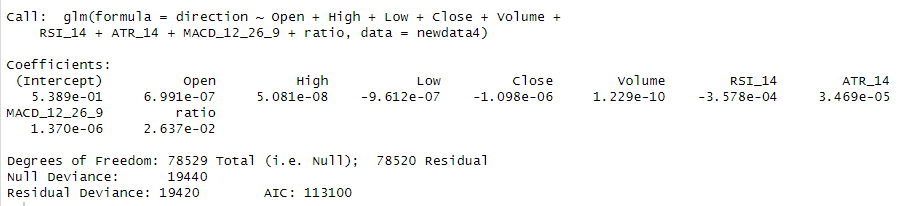 Call:  glm(formula = direction ~ Open + High + Low + Close + Volume +
    RSI_14 + ATR_14 + MACD_12_26_9 + ratio, data = newdata4)
Coefficients:
 (Intercept)          Open          High           Low         Close        Volume        RSI_14        ATR_14
   5.389e-01     6.991e-07     5.081e-08    -9.612e-07    -1.098e-06     1.229e-10    -3.578e-04     3.469e-05
MACD_12_26_9         ratio
   1.370e-06     2.637e-02
Degrees of Freedom: 78529 Total (i.e. Null);  78520 Residual
Null Deviance:      19440
Residual Deviance: 19420        AIC: 113100